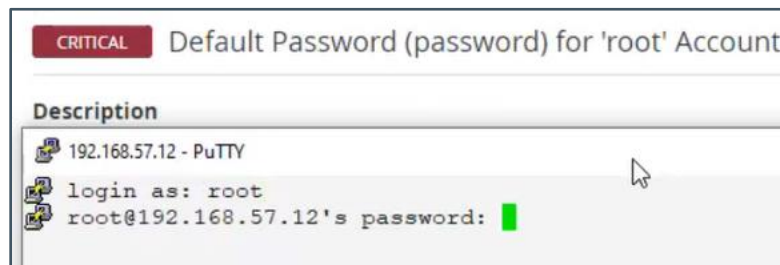 CRITICAL Default Password (password) for 'root' Account
Description
192.168.57.12 - PuTTY
login as: root
root@192.168.57.12's password: